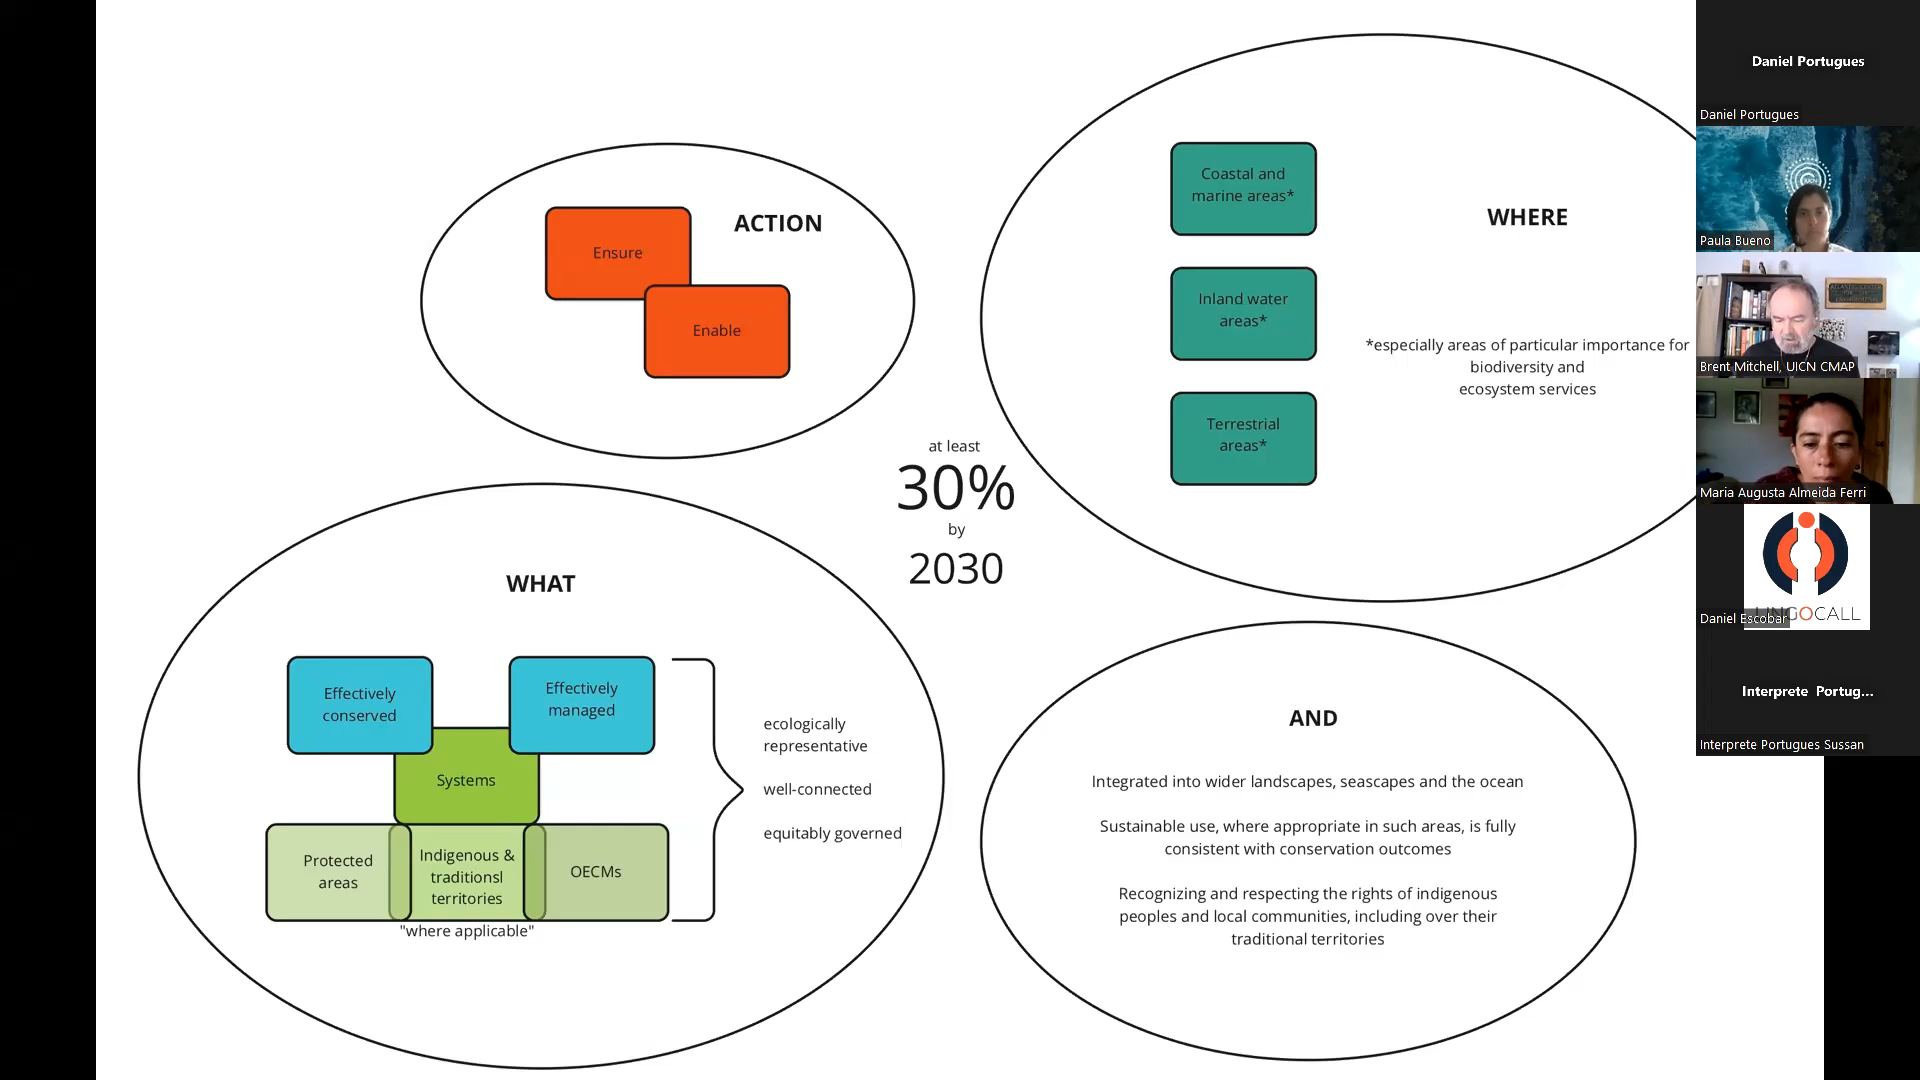 ACTION
Ensure
Enable
WHERE
Coastal and
marine areas*
Inland water
areas*
Terrestrial
areas*
*especially areas of particular importance for
biodiversity and
ecosystem services
at least
30%
by
2030
WHAT
Effectively
conserved
Effectively
managed
Systems
Protected
areas
Indigenous &
traditionsl
territories
OECMs
"where applicable"
ecologically
representative
well-connected
equitably governed
AND
Integrated into wider landscapes, seascapes and the ocean
Sustainable use, where appropriate in such areas, is fully
consistent with conservation outcomes
Recognizing and respecting the rights of indigenous
peoples and local communities, including over their
traditional territories
Daniel Portugues
Daniel Portugues
Paula Bueno
Brent Mitchell, UICN CMAP
Maria Augusta Almeida Ferri
LINGOCALL
Daniel Escobar
Interprete Portug...
Interprete Portugues Sussan